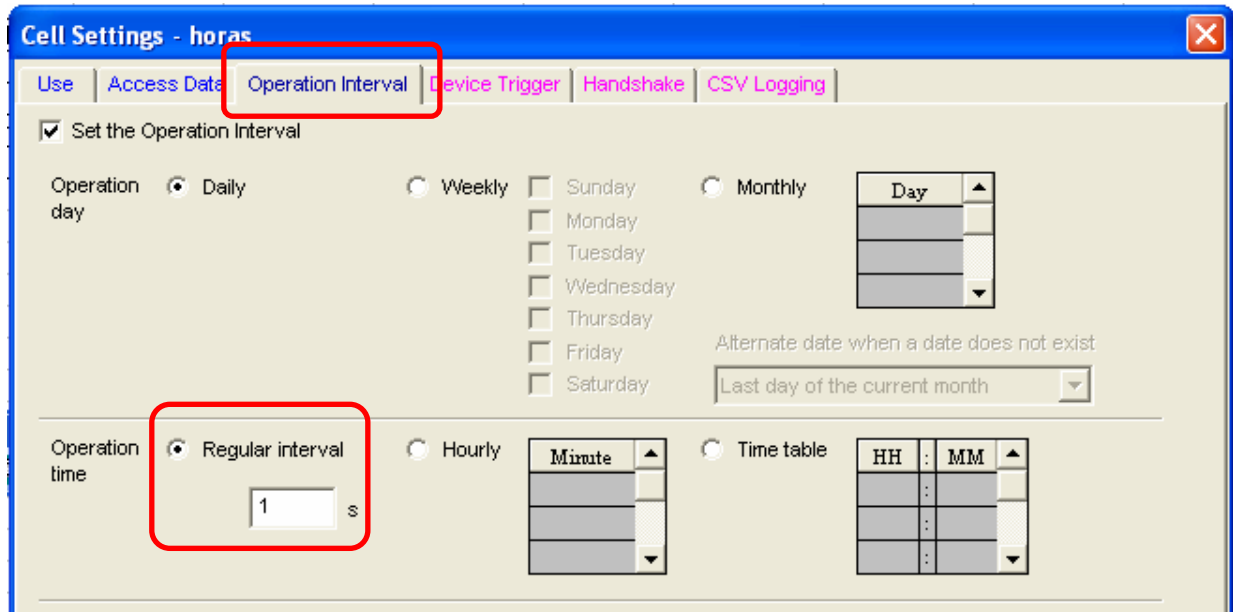 Cell Settings - horas
Use Access Data Operation Interval Device Trigger Handshake CSV Logging
Set the Operation Interval
Operation day
Daily
Weekly
Sunday
Monday
Tuesday
Wednesday
Thursday
Friday
Saturday
Monthly
Day
Alternate date when a date does not exist
Last day of the current month
Operation time
Regular interval
1 s
Hourly
Minute
Time table
HH : MM
:
:
: